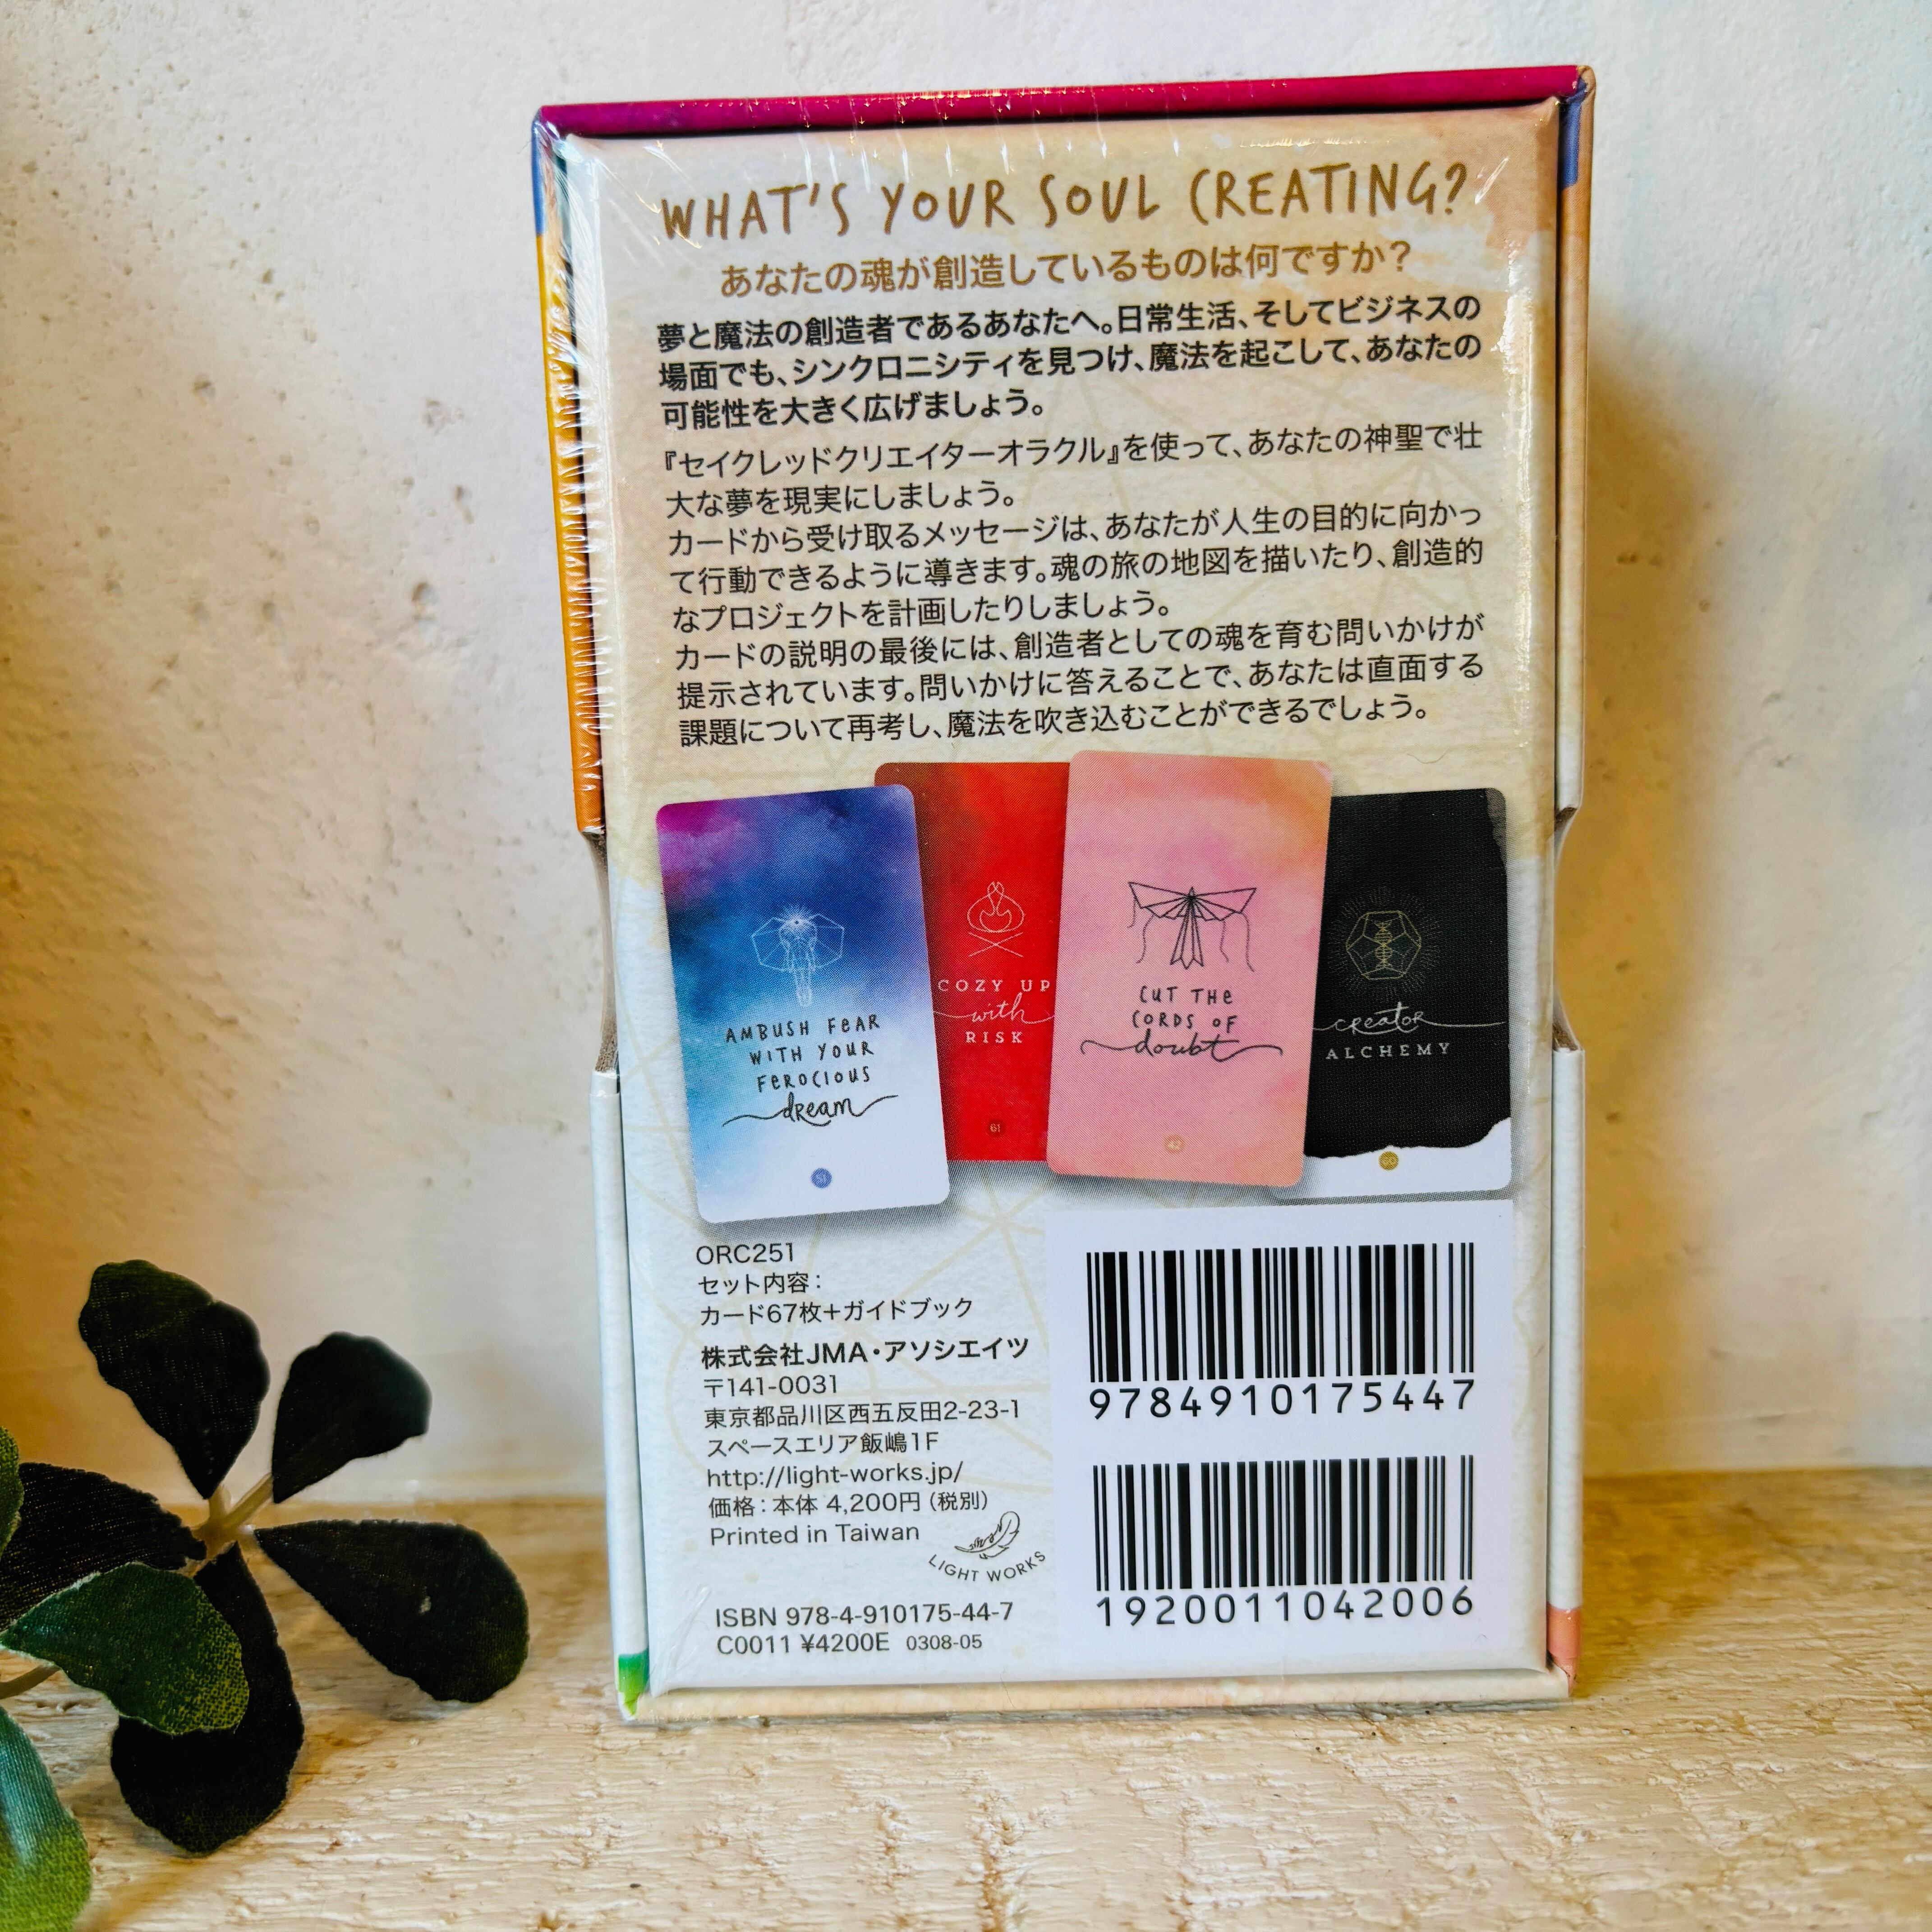 WHAT'S YOUR SOUL CREATING?
あなたの魂が創造しているものは何ですか？
夢と魔法の創造者であるあなたへ。日常生活、そしてビジネスの
場面でも、シンクロニシティを見つけ、魔法を起こして、あなたの
可能性を大きく広げましょう。
『セイクレッドクリエイターオラクル』を使って、あなたの神聖で壮
大な夢を現実にしましょう。
カードから受け取るメッセージは、あなたが人生の目的に向かっ
て行動できるように導きます。魂の旅の地図を描いたり、創造的
なプロジェクトを計画したりしましょう。
カードの説明の最後には、創造者としての魂を育む問いかけが
提示されています。問いかけに答えることで、あなたは直面する
課題について再考し、魔法を吹き込むことができるでしょう。
AMBUSH FEAR
WITH YOUR
FEROCIOUS
dream
51
COZY UP
with
RISK
61
CUT THE
CORDS OF
doubt
42
creator
ALCHEMY
60
ORC251
セット内容：
カード67枚＋ガイドブック
株式会社JMA・アソシエイツ
〒141-0031
東京都品川区西五反田2-23-1
スペースエリア飯嶋1F
http://light-works.jp/
価格：本体 4,200円（税別）
Printed in Taiwan
LIGHT WORKS
ISBN 978-4-910175-44-7
C0011 ¥4200E 0308-05
9784910175447
1920011042006